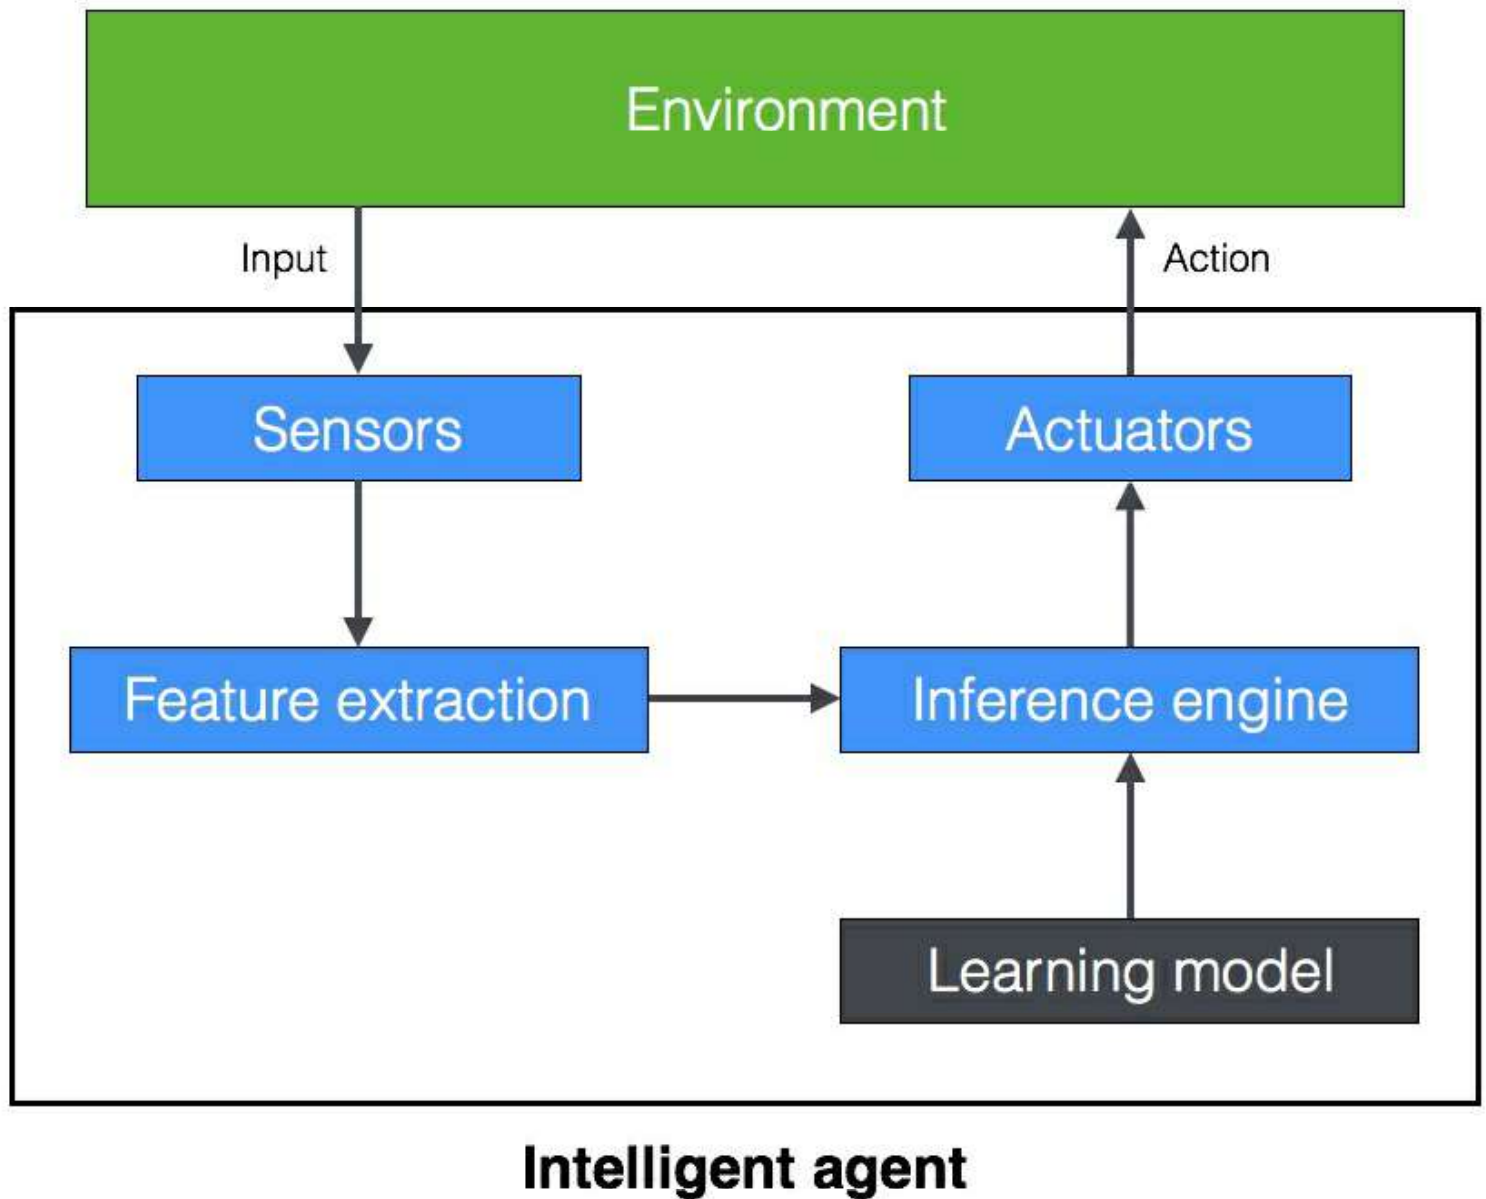 Environment
Input
Action
Sensors
Actuators
Feature extraction
Inference engine
Learning model
Intelligent agent